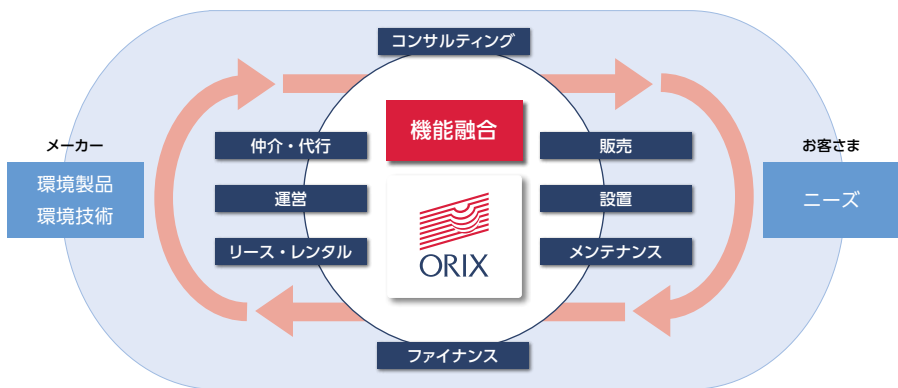 コンサルティング
機能融合
メーカー
環境製品
環境技術
仲介・代行
運営
リース・レンタル
ORIX
販売
設置
メンテナンス
お客さま
ニーズ
ファイナンス